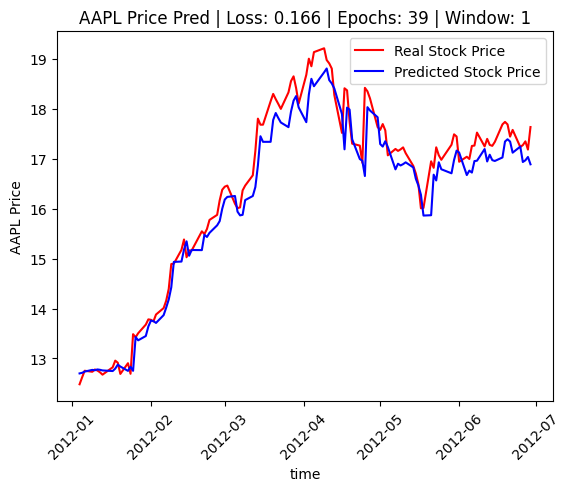 AAPL Price Pred | Loss: 0.166 | Epochs: 39 | Window: 1
Real Stock Price
Predicted Stock Price
AAPL Price
19
18
17
16
15
14
13
2012-01
2012-02
2012-03
2012-04
2012-05
2012-06
2012-07
time